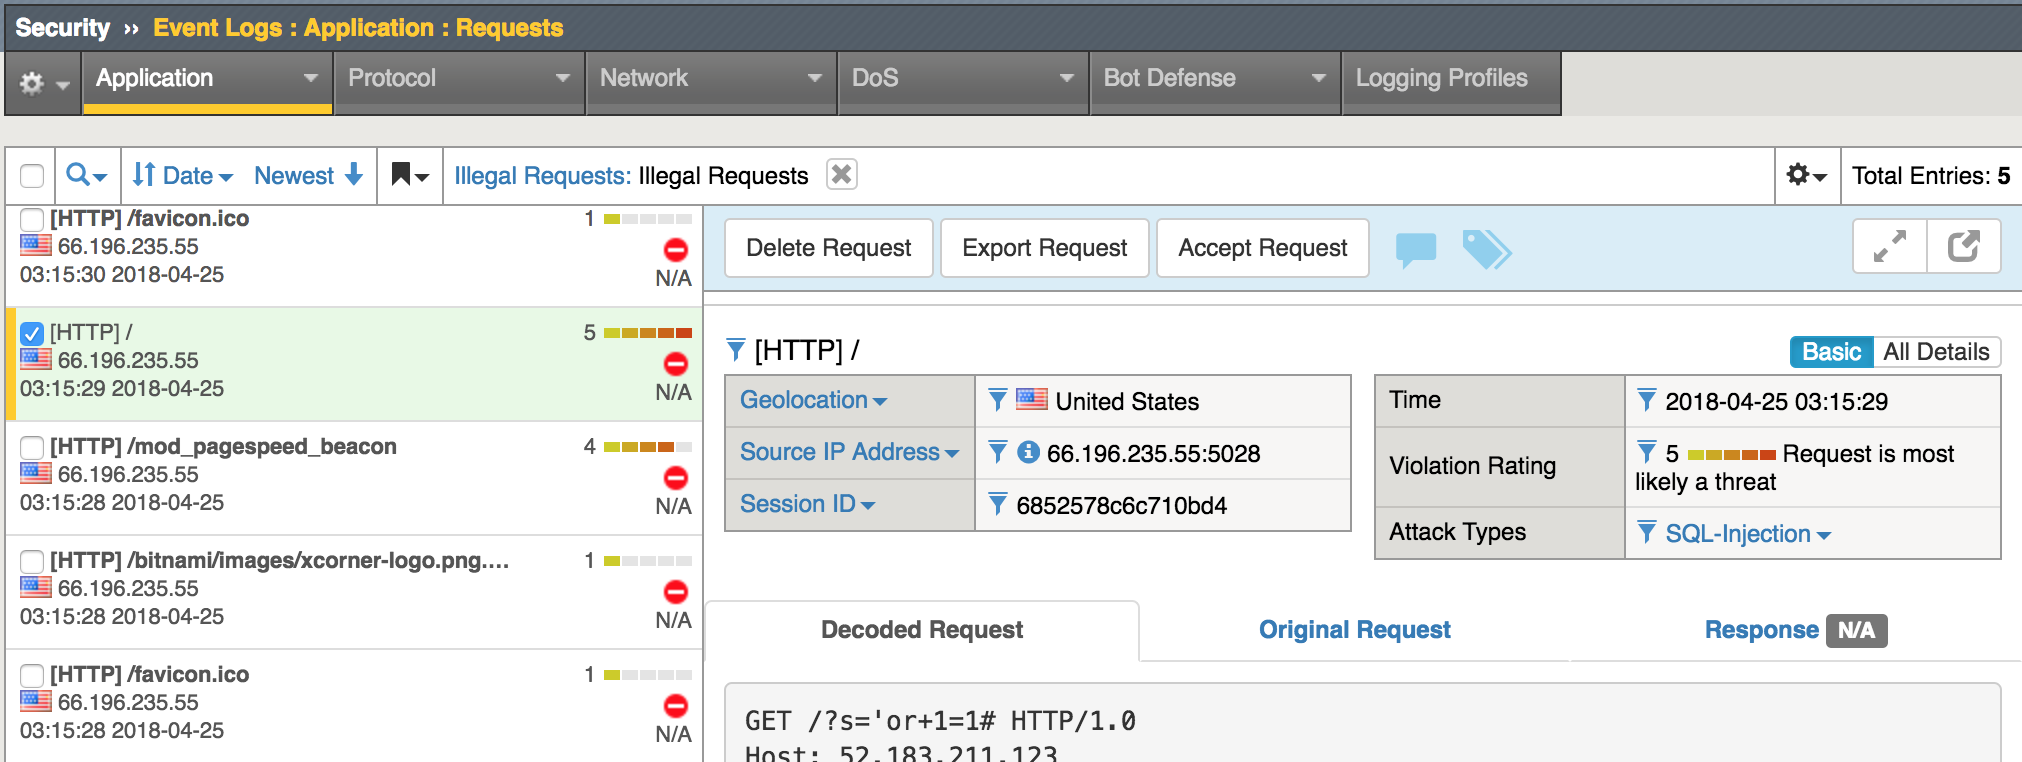 Security ›› Event Logs : Application : Requests
Application Protocol Network DoS Bot Defense Logging Profiles
Date Newest Illegal Requests: Illegal Requests Total Entries: 5
[HTTP] /favicon.ico 1
66.196.235.55
03:15:30 2018-04-25 N/A
[HTTP] / 5
66.196.235.55
03:15:29 2018-04-25 N/A
[HTTP] /mod_pagespeed_beacon 4
66.196.235.55
03:15:28 2018-04-25 N/A
[HTTP] /bitnami/images/xcorner-logo.png.... 1
66.196.235.55
03:15:28 2018-04-25 N/A
[HTTP] /favicon.ico 1
66.196.235.55
03:15:28 2018-04-25 N/A
Delete Request Export Request Accept Request
[HTTP] / Basic All Details
Geolocation United States
Source IP Address 66.196.235.55:5028
Session ID 6852578c6c710bd4
Time 2018-04-25 03:15:29
Violation Rating 5 Request is most
likely a threat
Attack Types SQL-Injection
Decoded Request Original Request Response N/A
GET /?s='or+1=1# HTTP/1.0
Host: 52.183.211.123